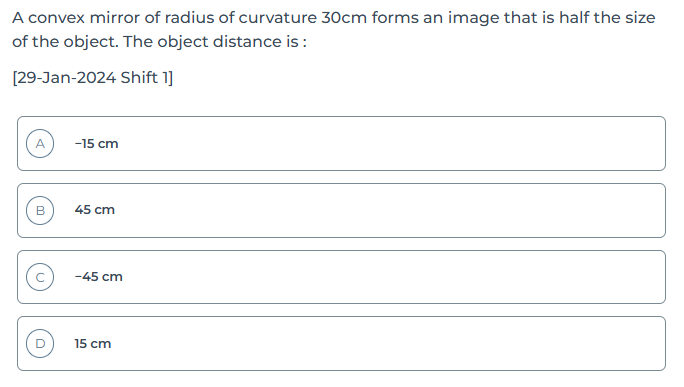 A convex mirror of radius of curvature 30cm forms an image that is half the size
of the object. The object distance is :
[29-Jan-2024 Shift 1]
A −15 cm
B 45 cm
C −45 cm
D 15 cm